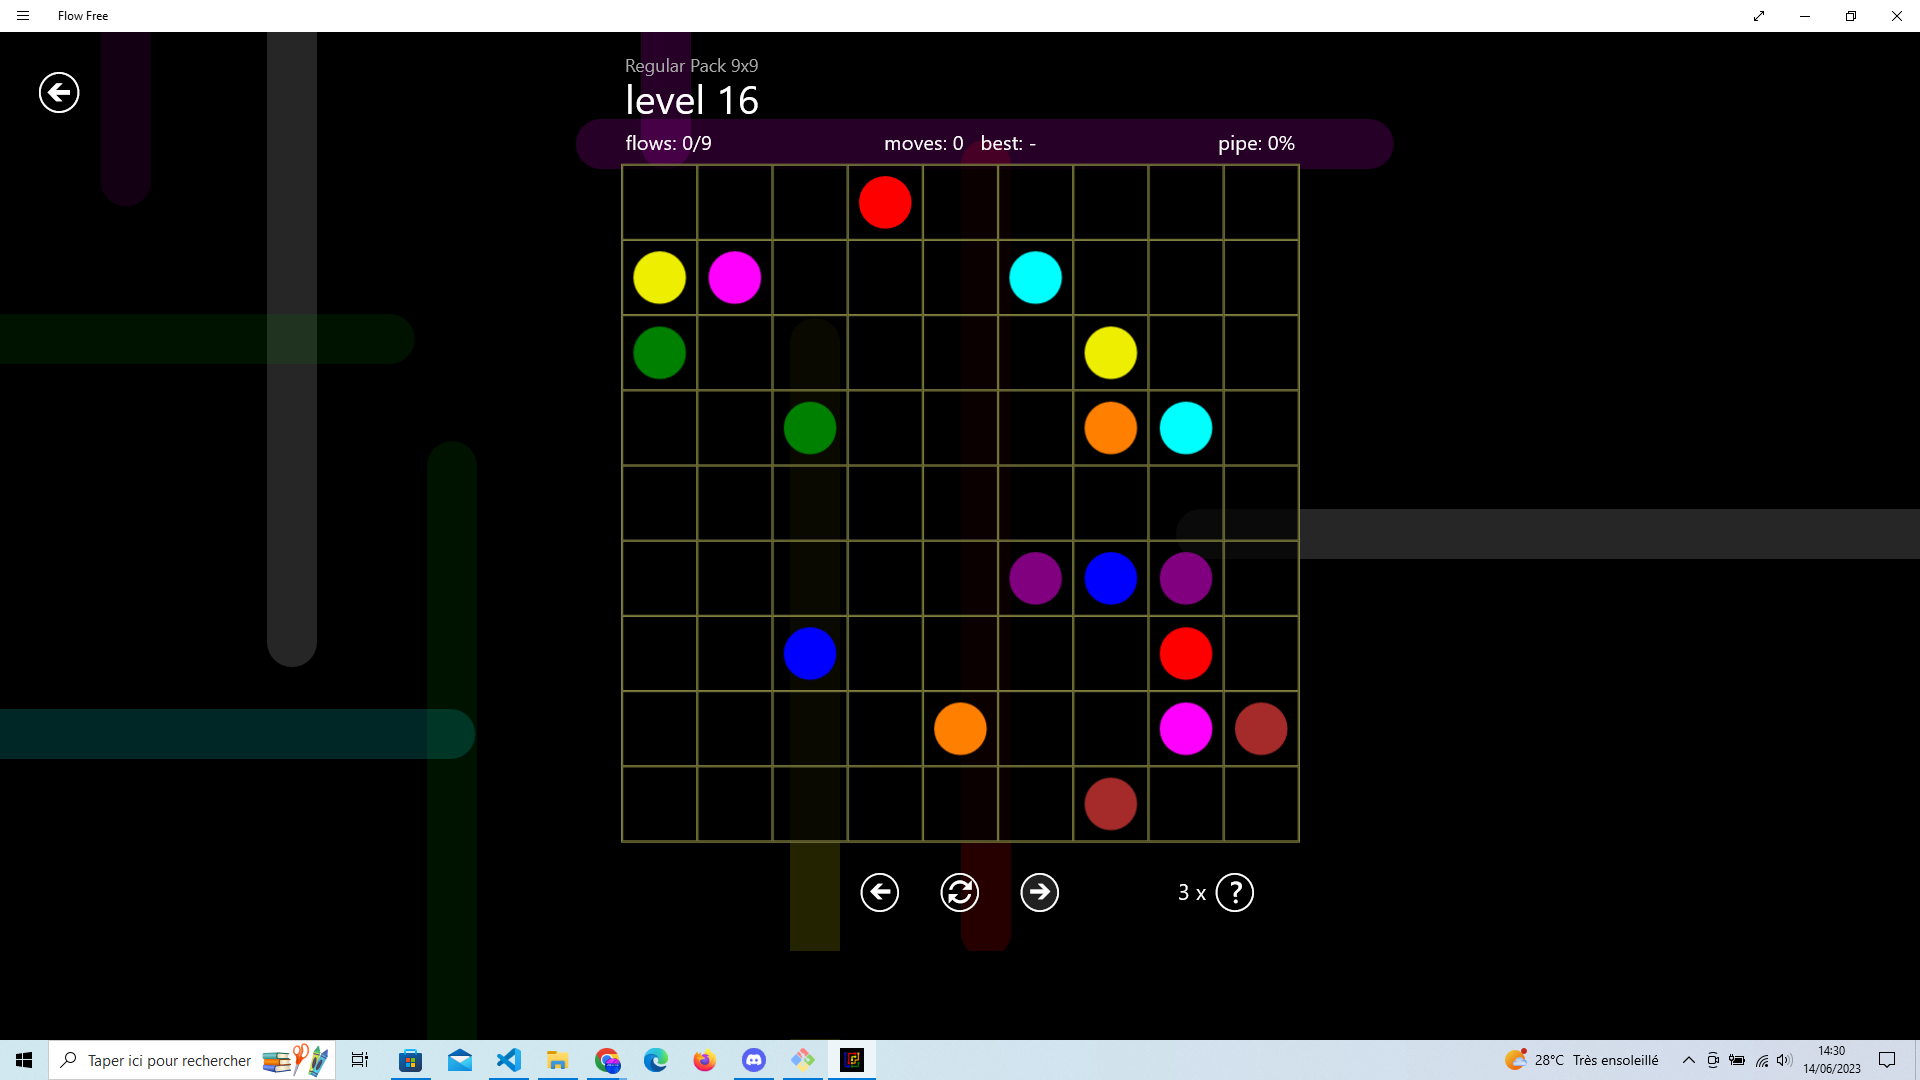 Flow Free
Regular Pack 9x9
level 16
flows: 0/9 moves: 0 best: - pipe: 0%
3 x ?
Taper ici pour rechercher
28°C Très ensoleillé
14:30
14/06/2023